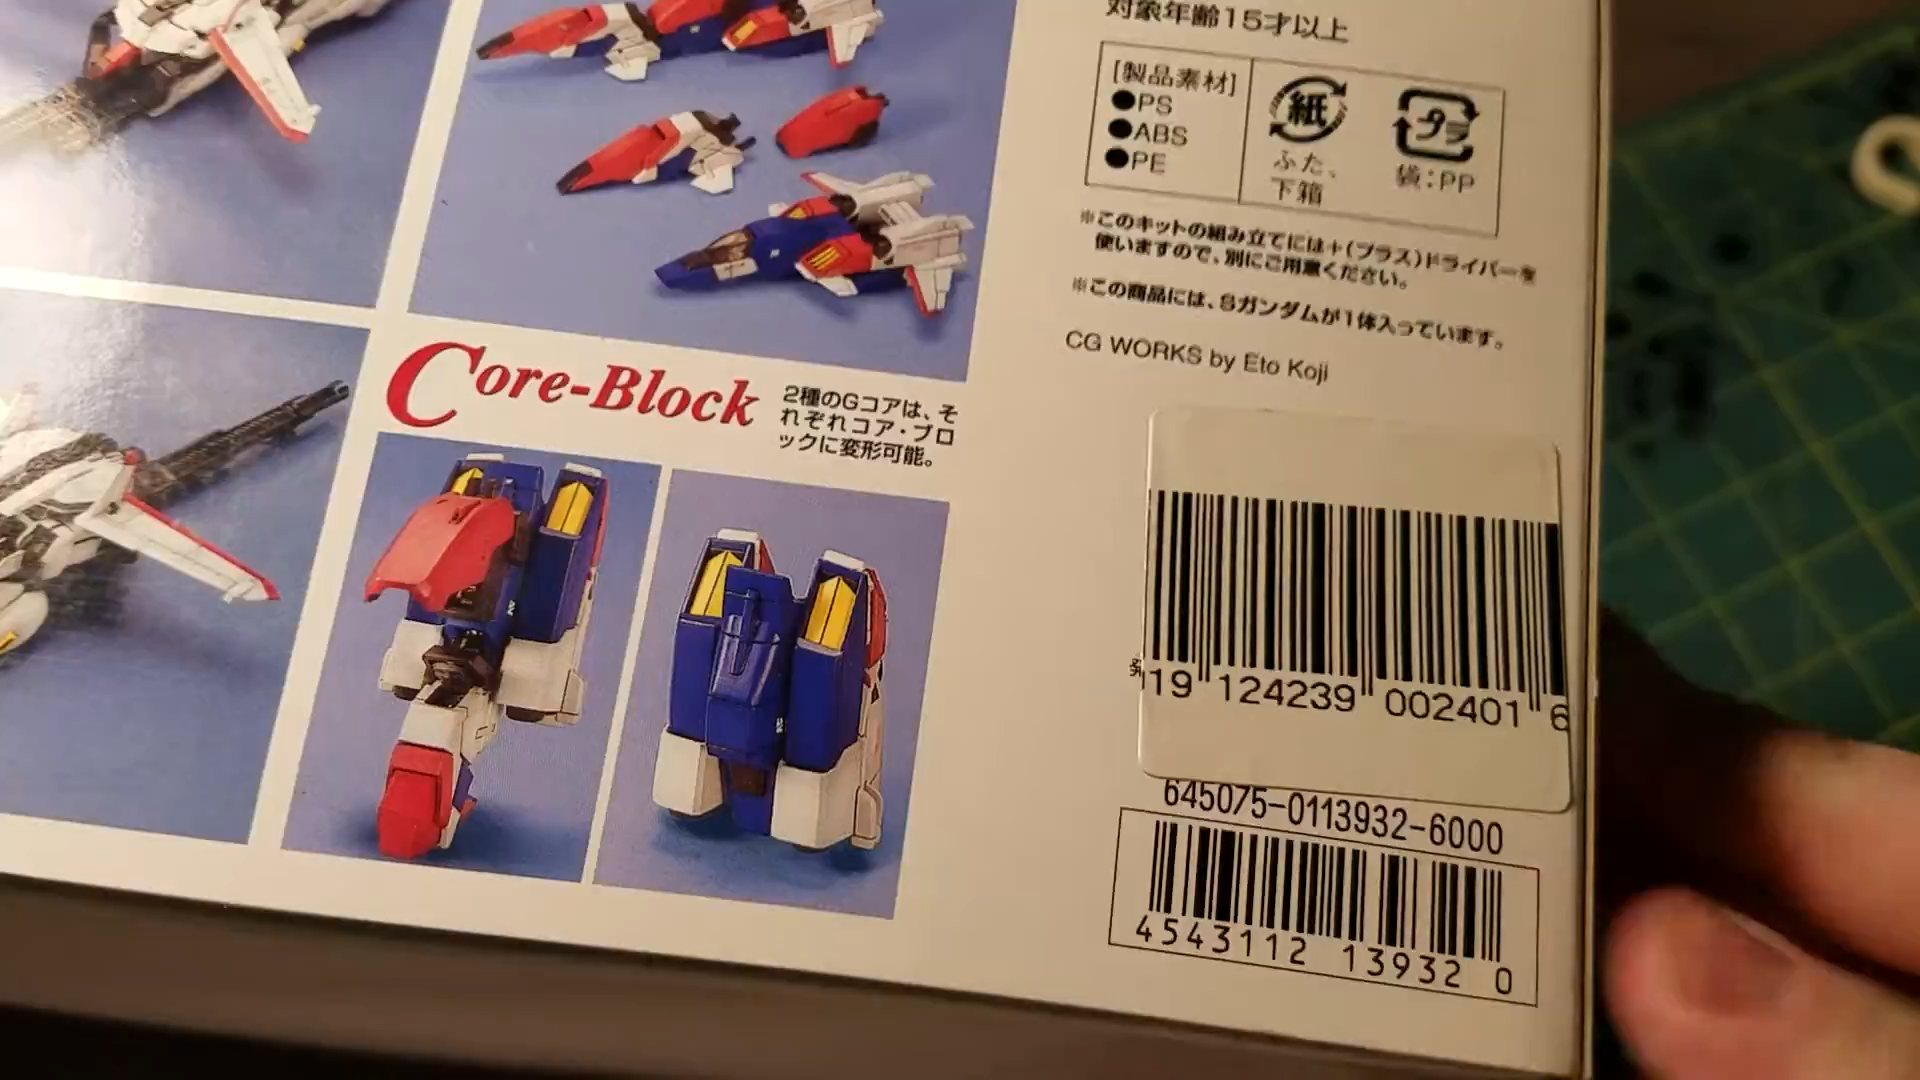 対象年齢15才以上
[製品素材]
●PS
●ABS
●PE
紙
ふた、
下箱
プラ
袋:PP
※このキットの組み立てには+(プラス)ドライバーを
使いますので、別にご用意ください。
※この商品には、Sガンダムが1体入っています。
CG WORKS by Eto Koji
Core-Block
2種のGコアは、そ
れぞれコア・ブロ
ックに変形可能。
19 124239 002401 6
645075-0113932-6000
4543112 13932 0